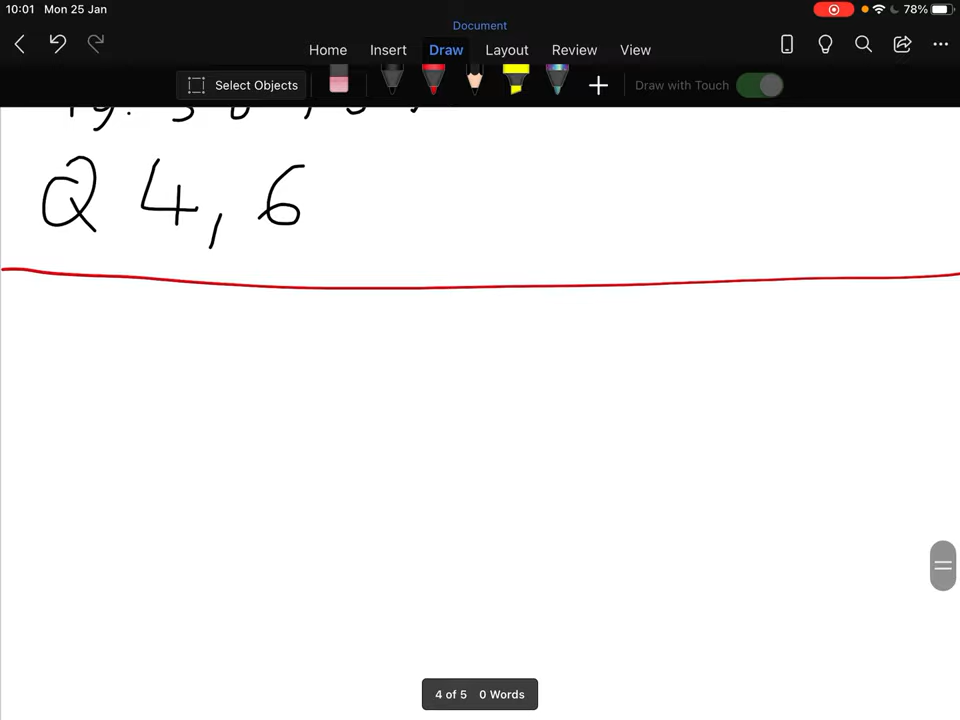 10:01 Mon 25 Jan
78%
Document
Home Insert Draw Layout Review View
Select Objects
Draw with Touch
Q 4, 6
4 of 5 0 Words